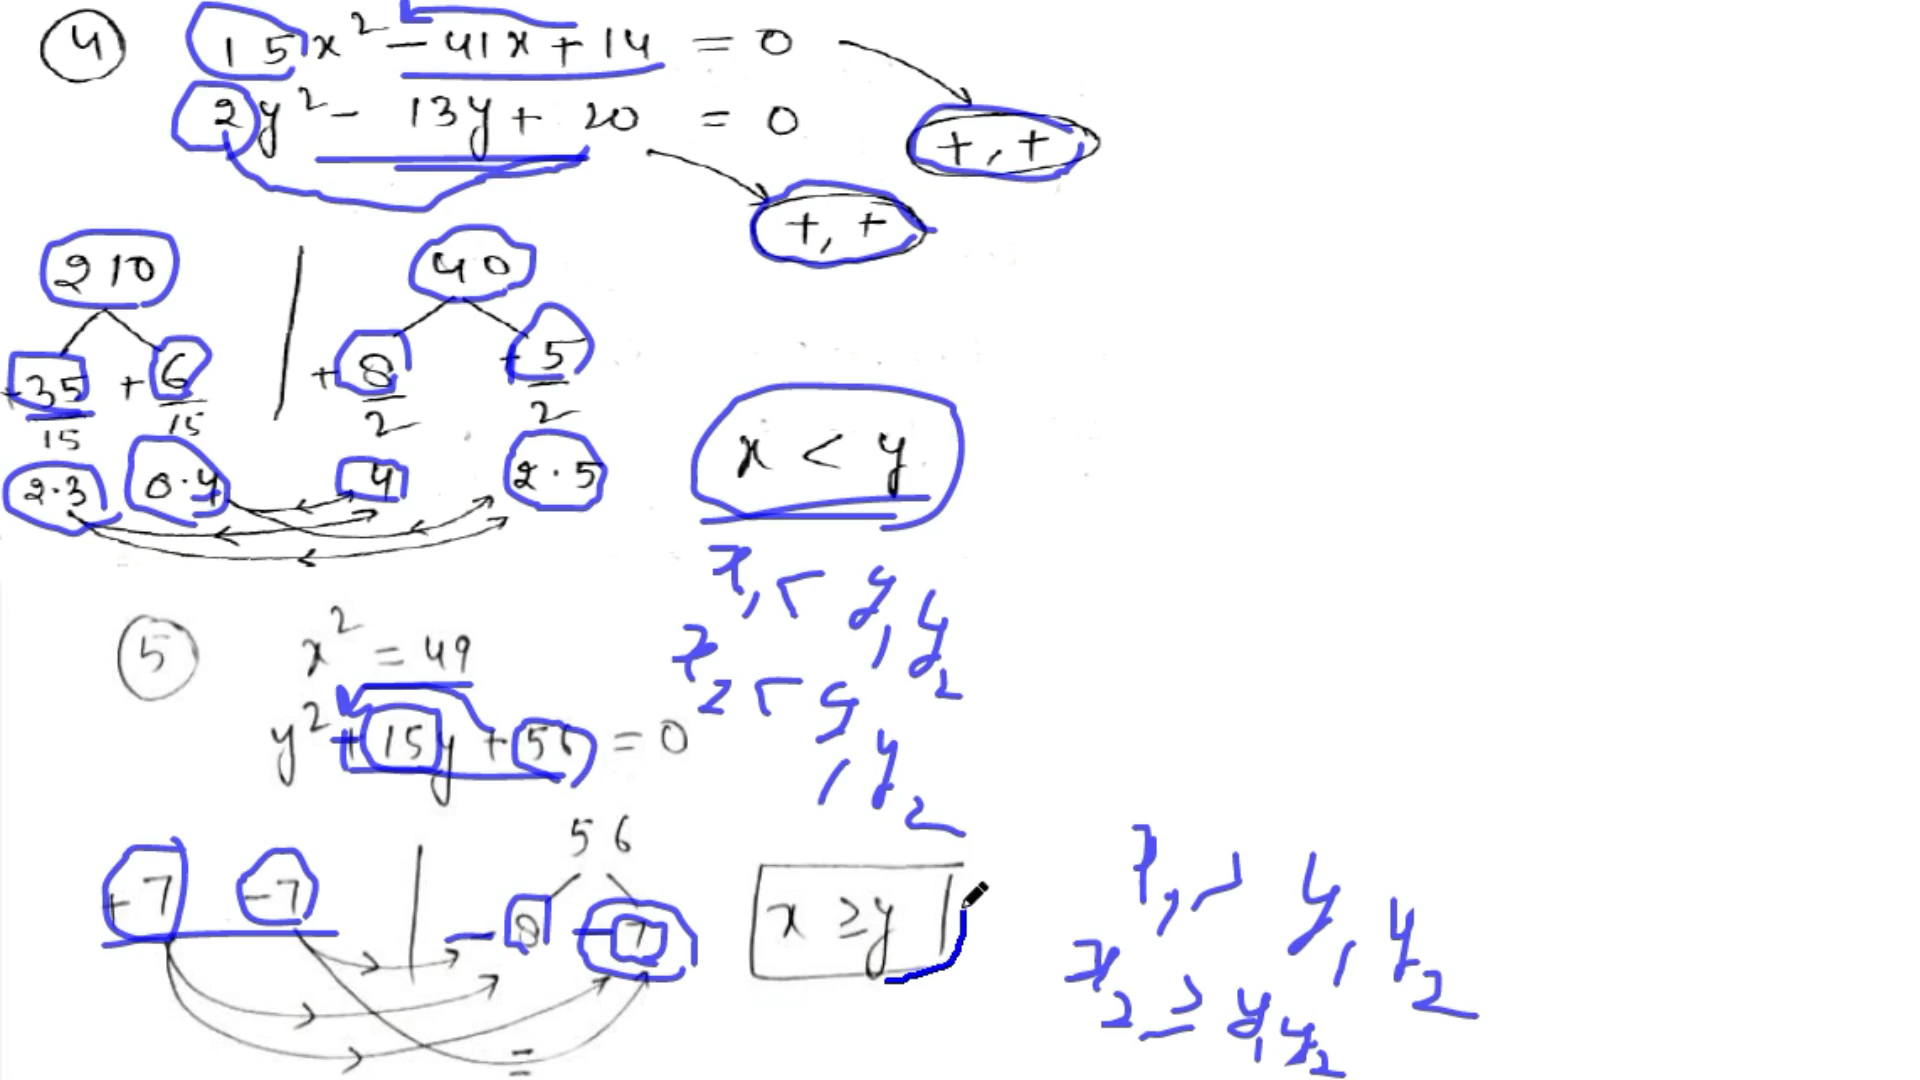 4 15x² - 41x + 14 = 0
2y² - 13y + 20 = 0
+, +
+, +
210 40
+35/15 +6/15 +8/2 +5/2
2.3 0.4 4 2.5
x < y
x₁ < y₁ y₂
x₂ < y₁ y₂
5 x² = 49
y² + 15y + 56 = 0
56
+7 -7 -8 -7
x ≥ y
x₁ > y₁ y₂
x₂ ≥ y₁ y₂
=